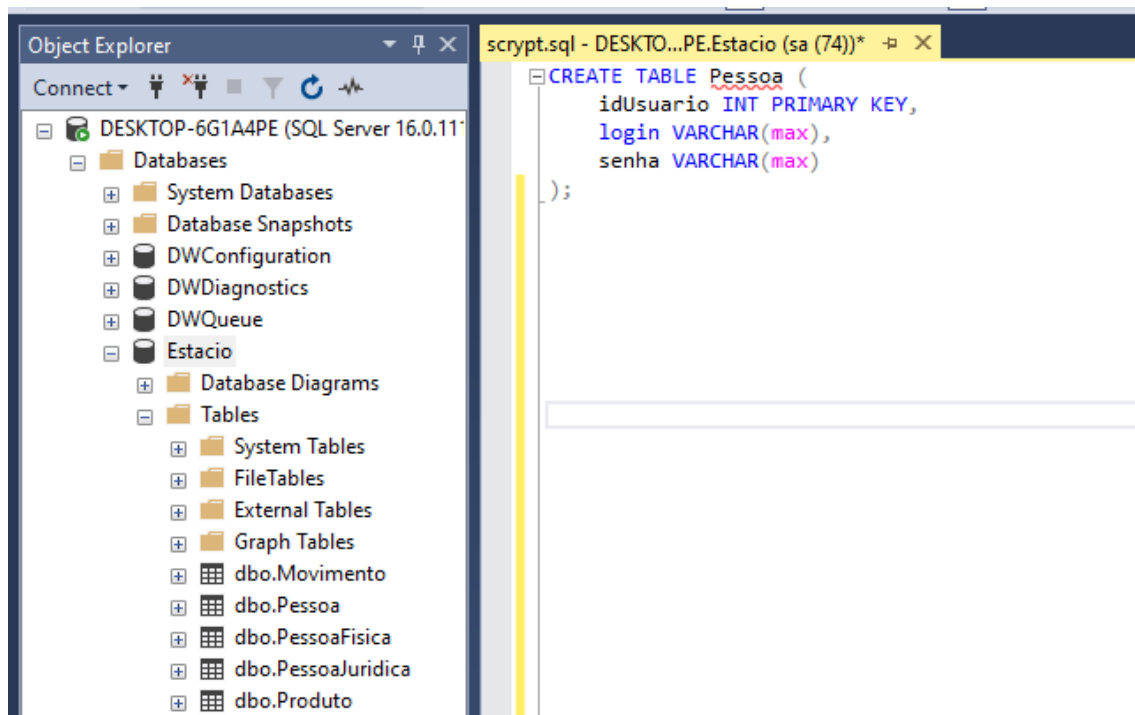 Object Explorer
Connect
DESKTOP-6G1A4PE (SQL Server 16.0.11
Databases
System Databases
Database Snapshots
DWConfiguration
DWDiagnostics
DWQueue
Estacio
Database Diagrams
Tables
System Tables
FileTables
External Tables
Graph Tables
dbo.Movimento
dbo.Pessoa
dbo.PessoaFisica
dbo.PessoaJuridica
dbo.Produto
scrypt.sql - DESKTO...PE.Estacio (sa (74))*
CREATE TABLE Pessoa (
idUsuario INT PRIMARY KEY,
login VARCHAR(max),
senha VARCHAR(max)
);